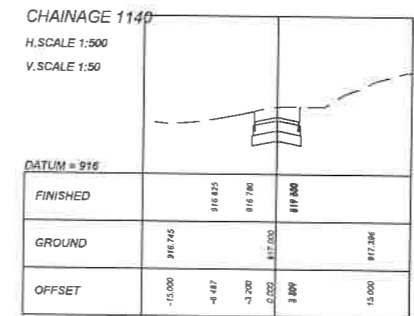 CHAINAGE 1140
H.SCALE 1:500
V.SCALE 1:50
DATUM = 916
FINISHED 916.825 916.780
GROUND 916.745 917.000 917.396
OFFSET -15.000 -6.487 -3.200 0.000 15.000